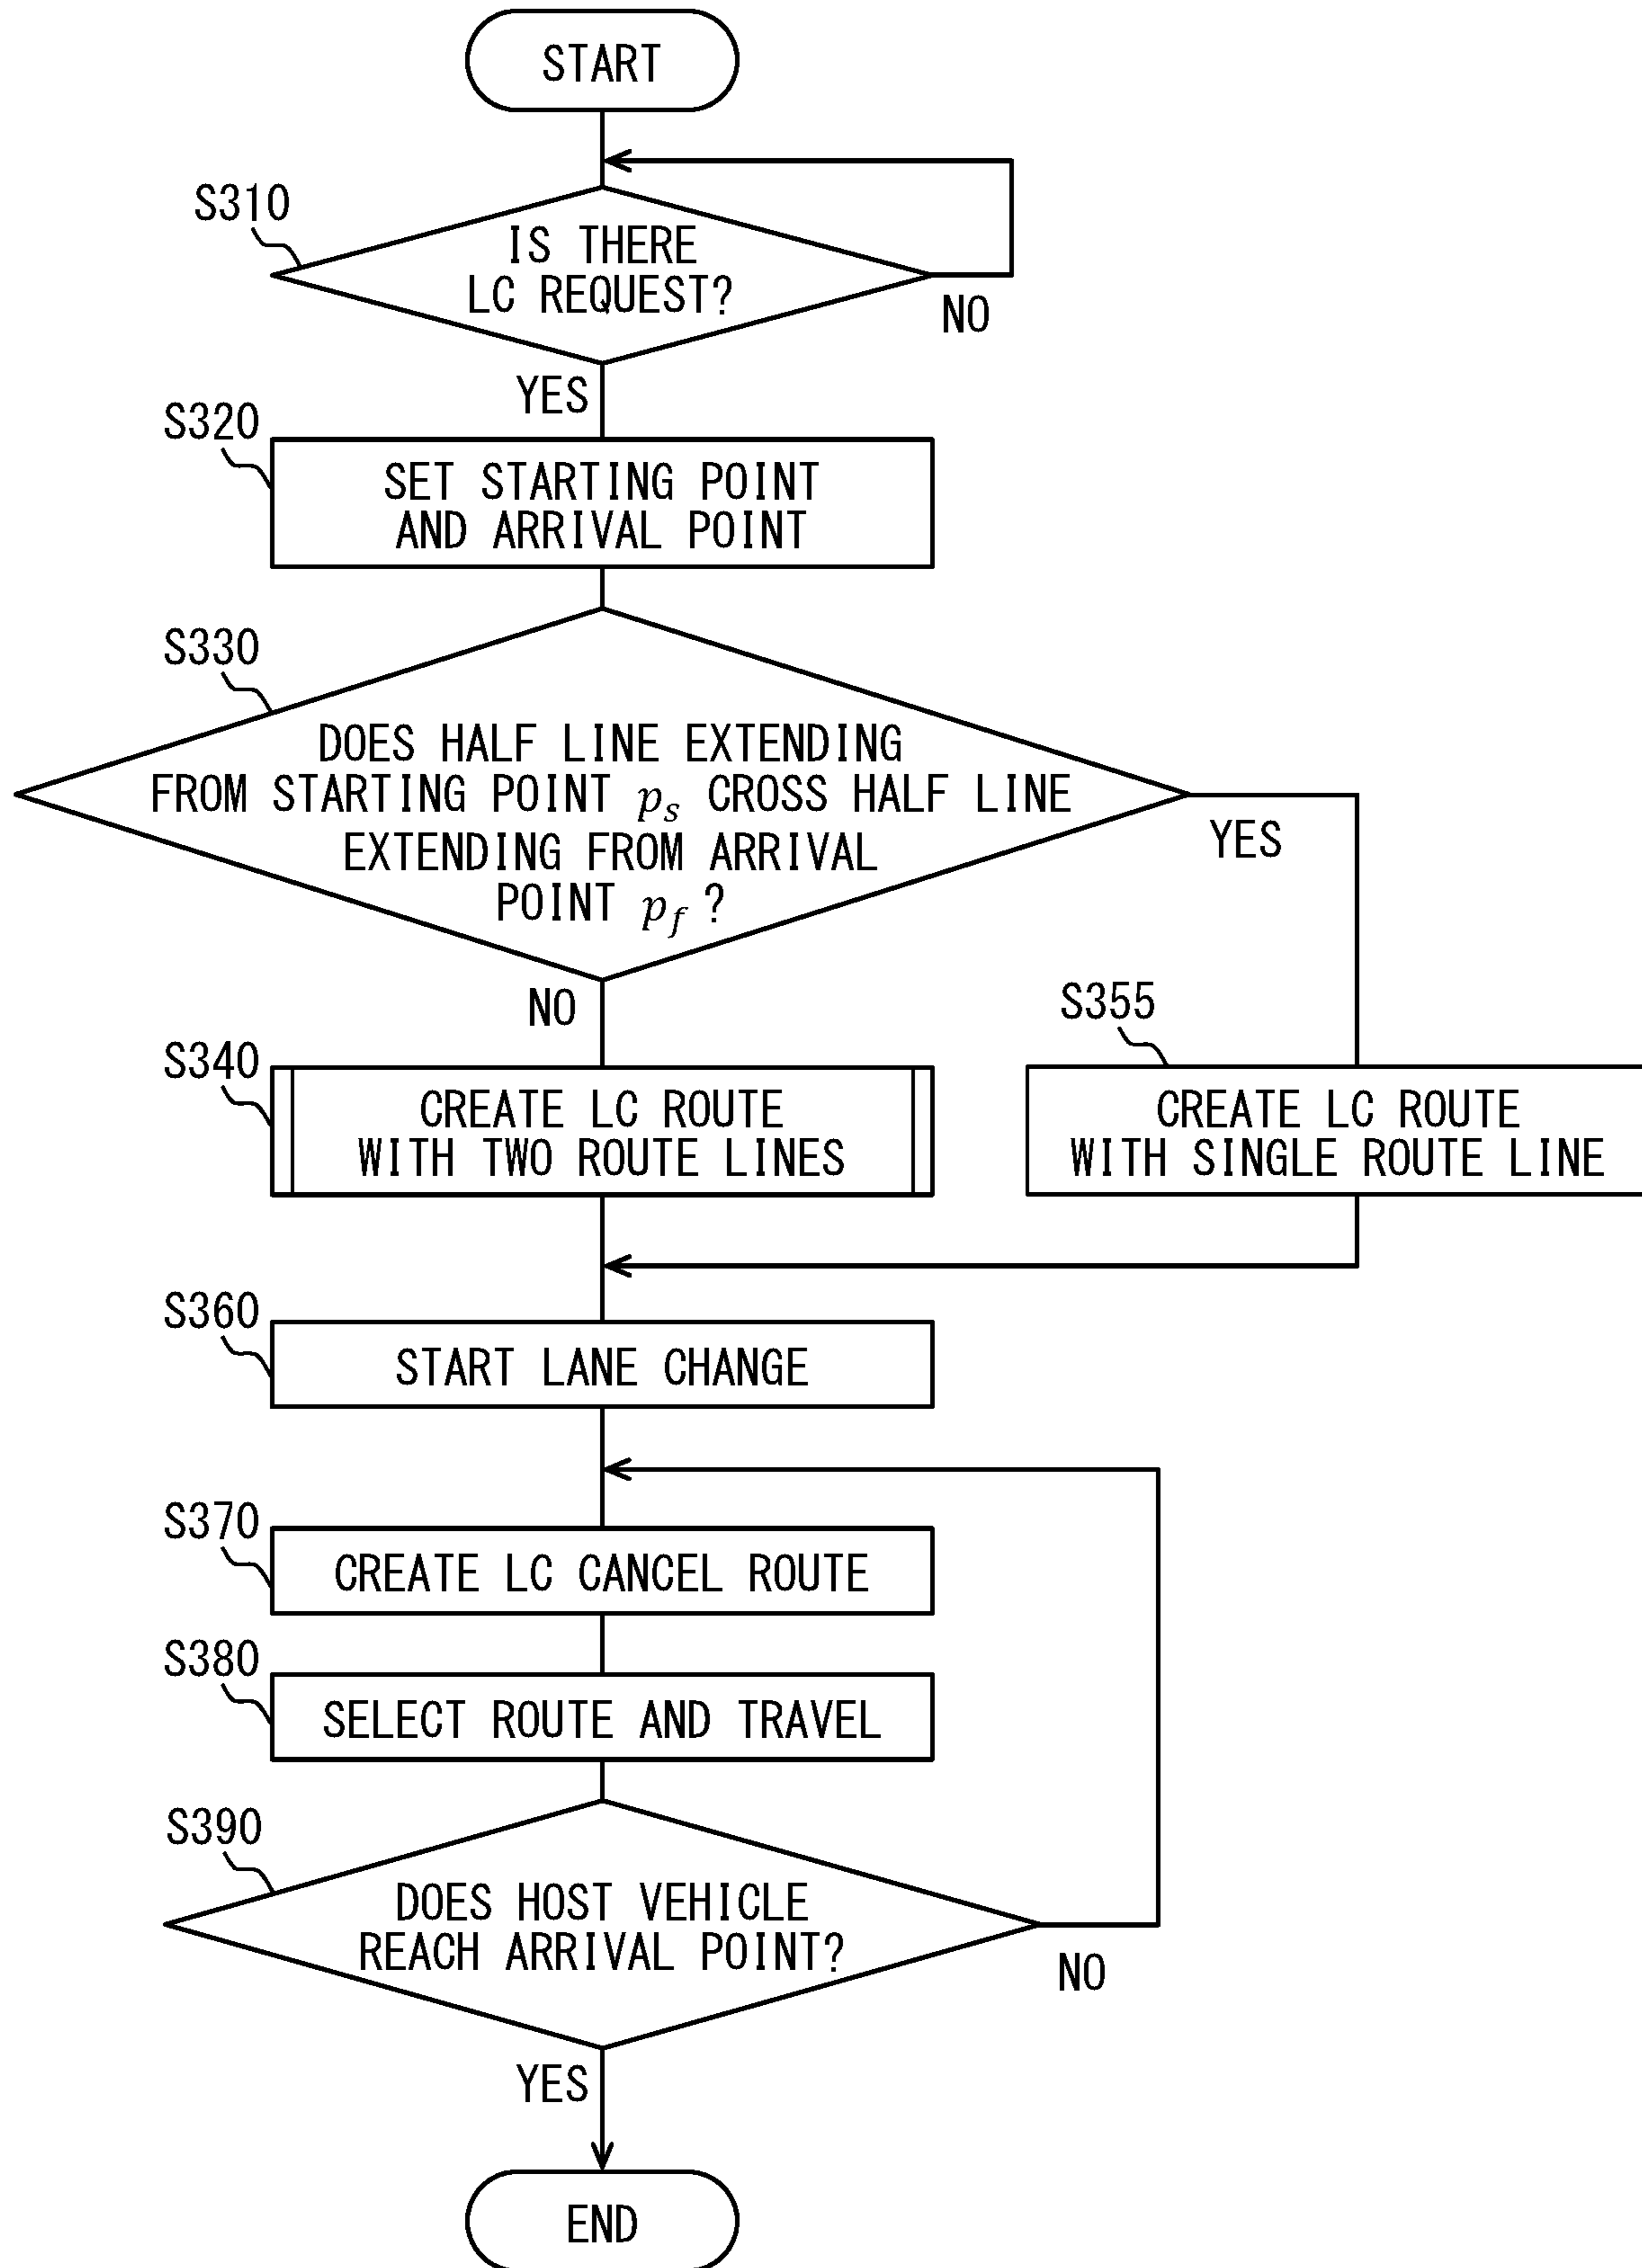 START
S310
IS THERE
LC REQUEST?
NO
YES
S320
SET STARTING POINT
AND ARRIVAL POINT
S330
DOES HALF LINE EXTENDING
FROM STARTING POINT p_s CROSS HALF LINE
EXTENDING FROM ARRIVAL
POINT p_f ?
YES
NO
S340
CREATE LC ROUTE
WITH TWO ROUTE LINES
S355
CREATE LC ROUTE
WITH SINGLE ROUTE LINE
S360
START LANE CHANGE
S370
CREATE LC CANCEL ROUTE
S380
SELECT ROUTE AND TRAVEL
S390
DOES HOST VEHICLE
REACH ARRIVAL POINT?
NO
YES
END